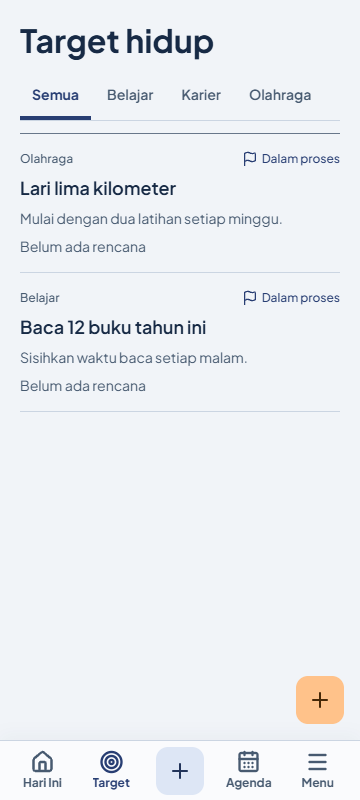 Target hidup
Semua Belajar Karier Olahraga
Olahraga Dalam proses
Lari lima kilometer
Mulai dengan dua latihan setiap minggu.
Belum ada rencana
Belajar Dalam proses
Baca 12 buku tahun ini
Sisihkan waktu baca setiap malam.
Belum ada rencana
Hari Ini Target Agenda Menu